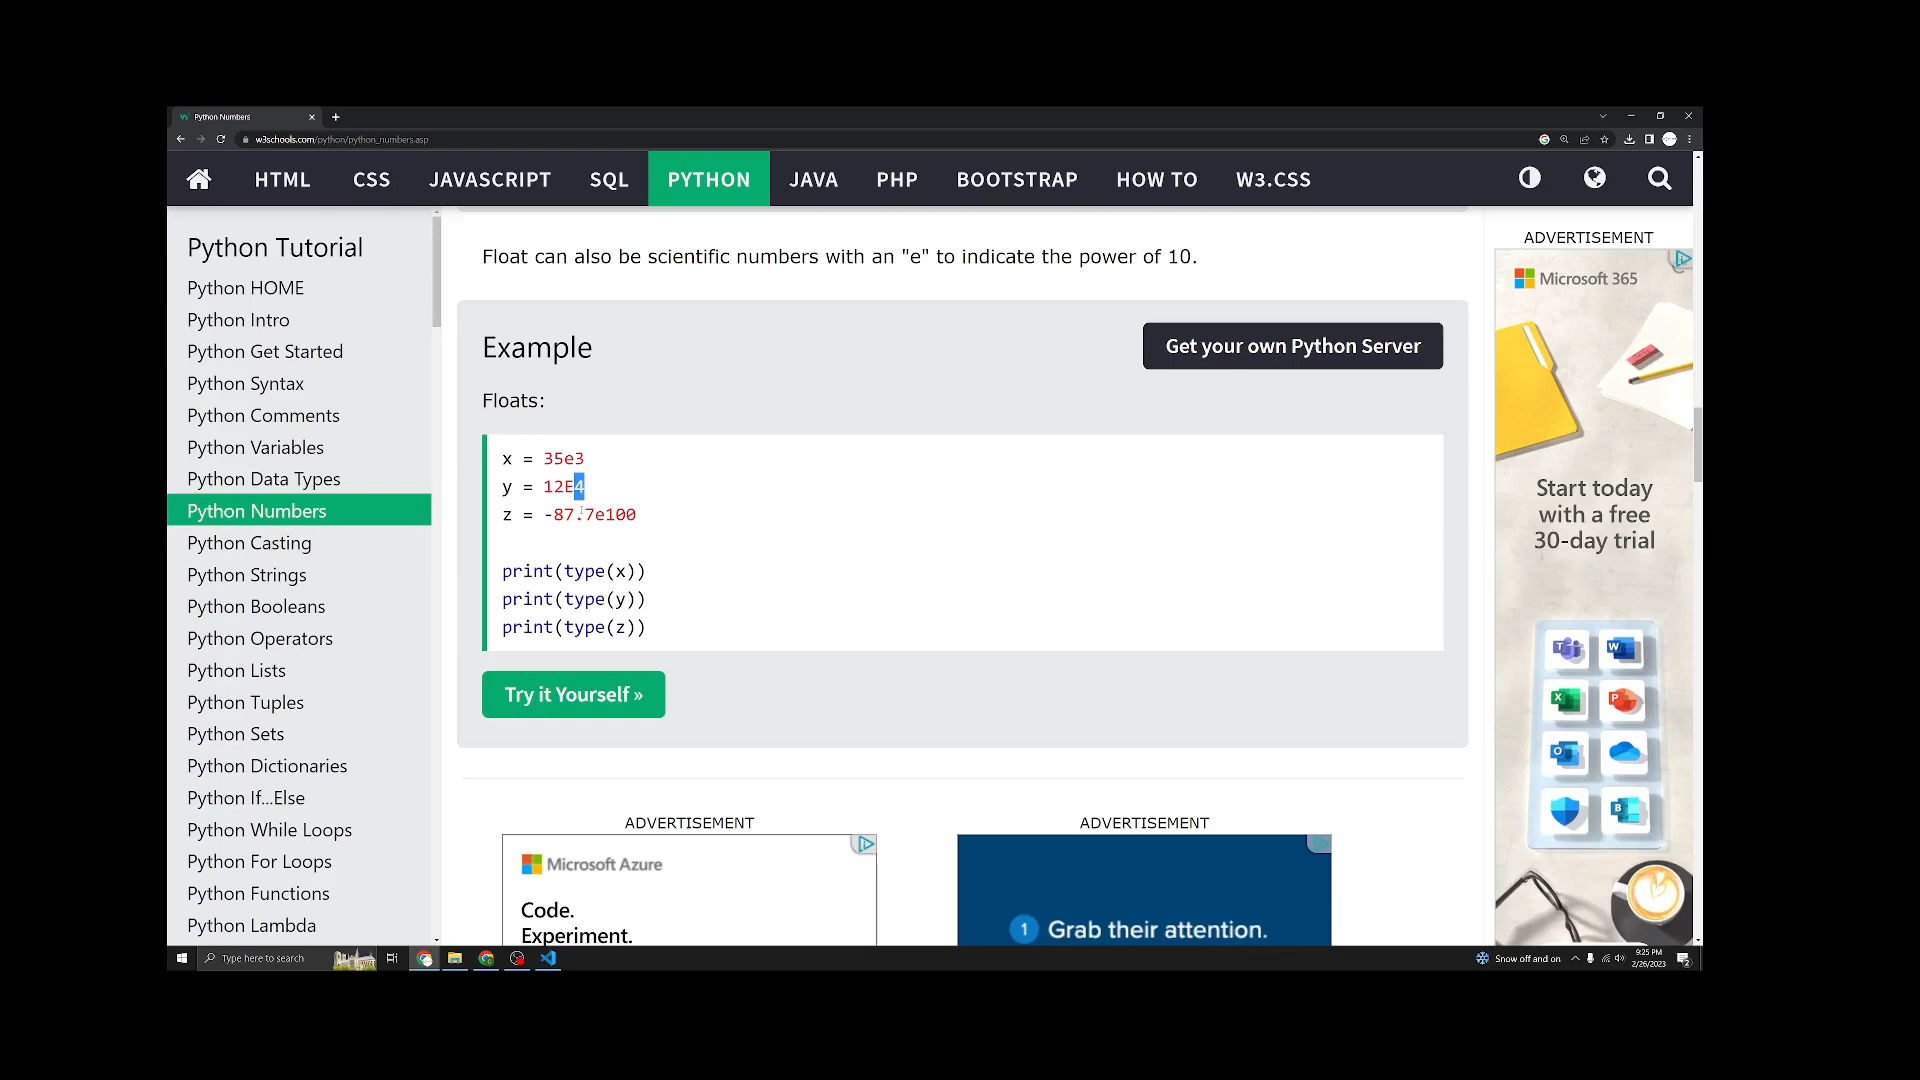 Python Numbers
w3schools.com/python/python_numbers.asp
HTML CSS JAVASCRIPT SQL PYTHON JAVA PHP BOOTSTRAP HOW TO W3.CSS
Python Tutorial
Python HOME
Python Intro
Python Get Started
Python Syntax
Python Comments
Python Variables
Python Data Types
Python Numbers
Python Casting
Python Strings
Python Booleans
Python Operators
Python Lists
Python Tuples
Python Sets
Python Dictionaries
Python If...Else
Python While Loops
Python For Loops
Python Functions
Python Lambda
Float can also be scientific numbers with an "e" to indicate the power of 10.
Example
Get your own Python Server
Floats:
x = 35e3
y = 12E4
z = -87.7e100
print(type(x))
print(type(y))
print(type(z))
Try it Yourself »
ADVERTISEMENT
Microsoft Azure
Code.
Experiment.
ADVERTISEMENT
1 Grab their attention.
ADVERTISEMENT
Microsoft 365
Start today
with a free
30-day trial
Type here to search
Snow off and on
9:25 PM
2/26/2023